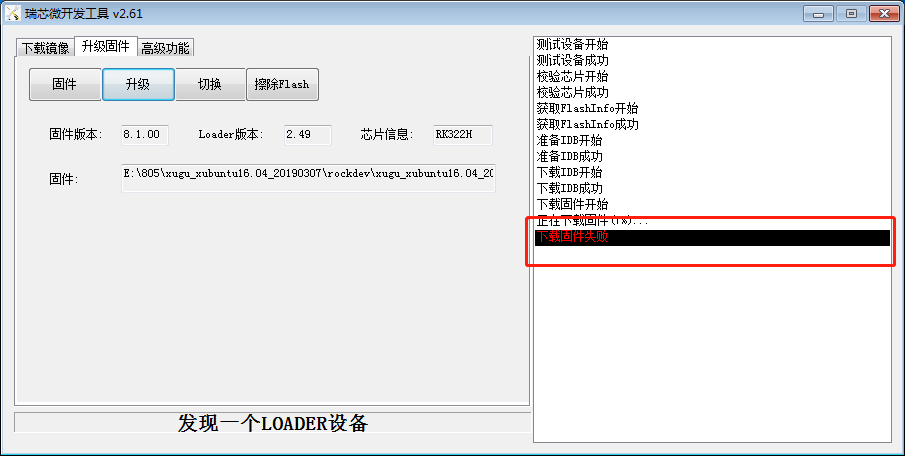 瑞芯微开发工具 v2.61
下载镜像 升级固件 高级功能
固件 升级 切换 擦除Flash
固件版本: 8.1.00 Loader版本: 2.49 芯片信息: RK322H
固件: E:\805\xugu_xubuntu16.04_20190307\rockdev\xugu_xubuntu16.04_20
发现一个LOADER设备
测试设备开始
测试设备成功
校验芯片开始
校验芯片成功
获取FlashInfo开始
获取FlashInfo成功
准备IDB开始
准备IDB成功
下载IDB开始
下载IDB成功
下载固件开始
正在下载固件(1%)...
下载固件失败